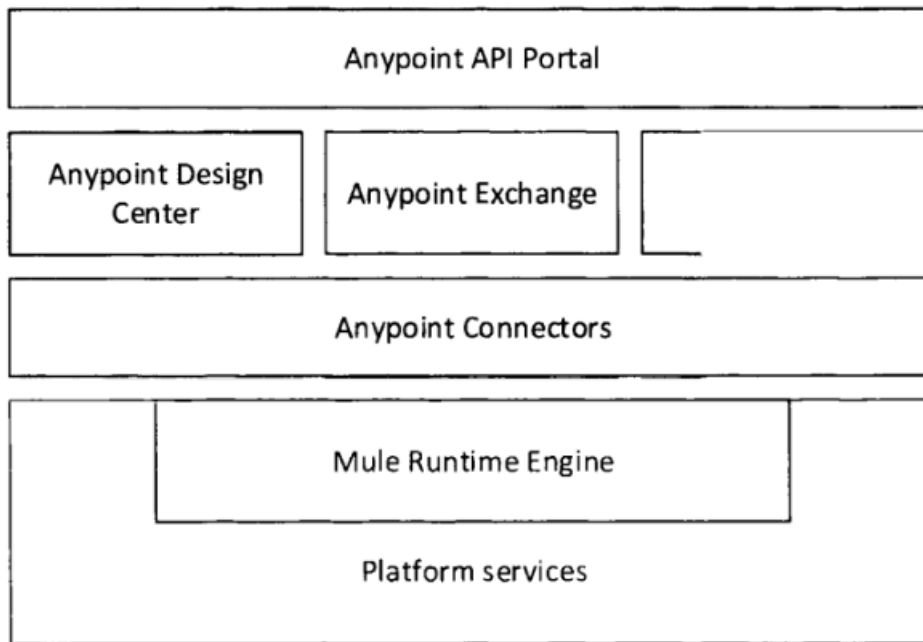 Anypoint API Portal
Anypoint Design
Center
Anypoint Exchange
Anypoint Connectors
Mule Runtime Engine
Platform services